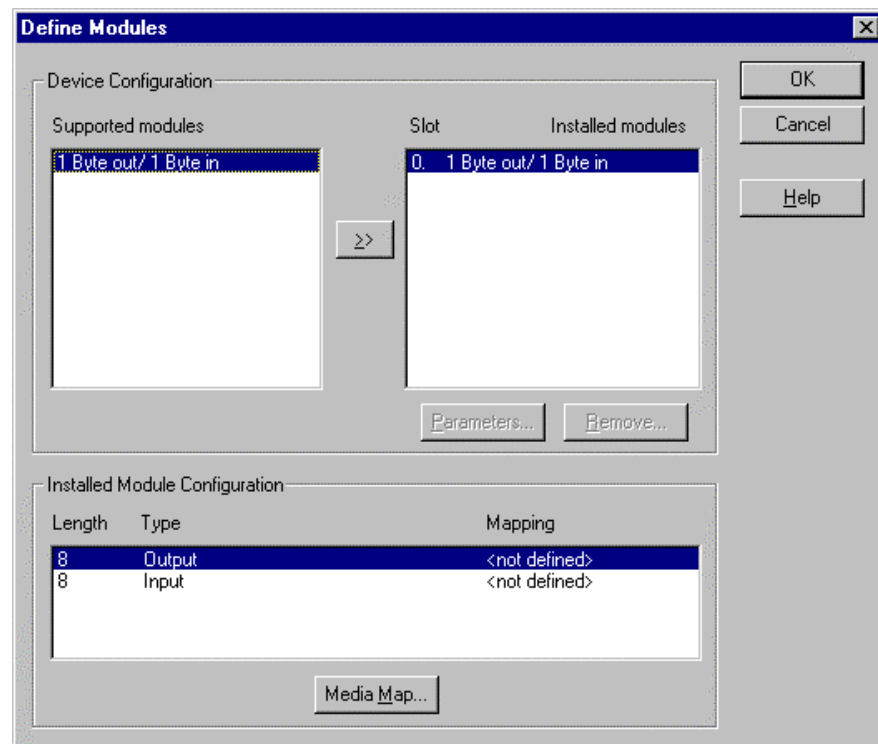 Define Modules
Device Configuration
OK
Supported modules
Slot Installed modules
Cancel
1 Byte out/ 1 Byte in
0. 1 Byte out/ 1 Byte in
Help
>>
Parameters... Remove...
Installed Module Configuration
Length Type Mapping
8 Output <not defined>
8 Input <not defined>
Media Map...